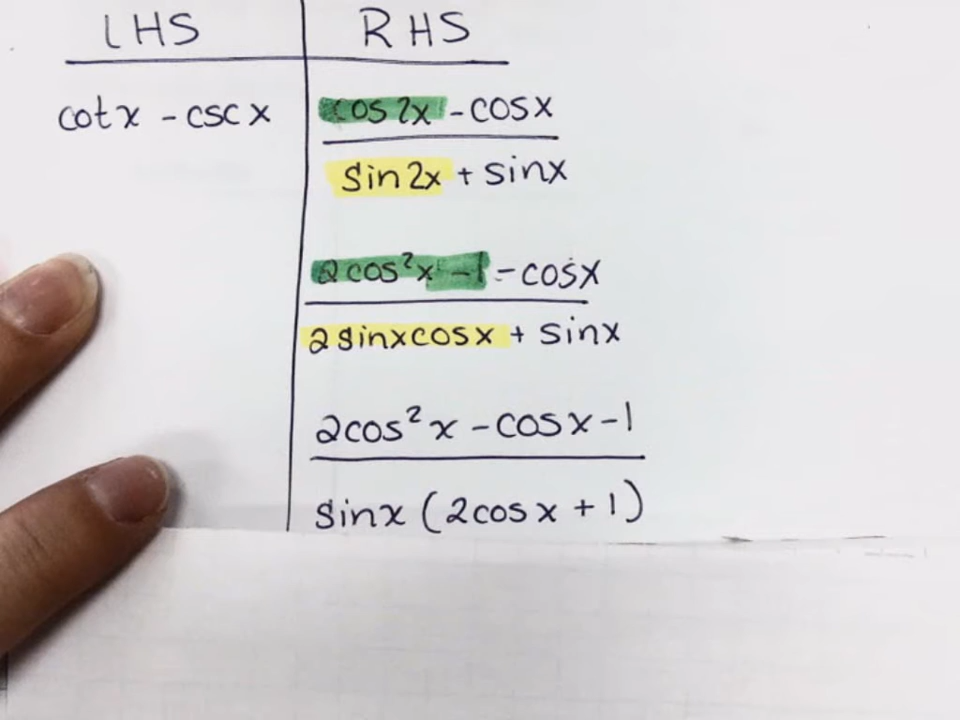 LHS RHS
cotx - cscx cos2x - cosx
sin2x + sinx
2cos²x - 1 - cosx
2sinxcosx + sinx
2cos²x - cosx - 1
sinx (2cosx + 1)